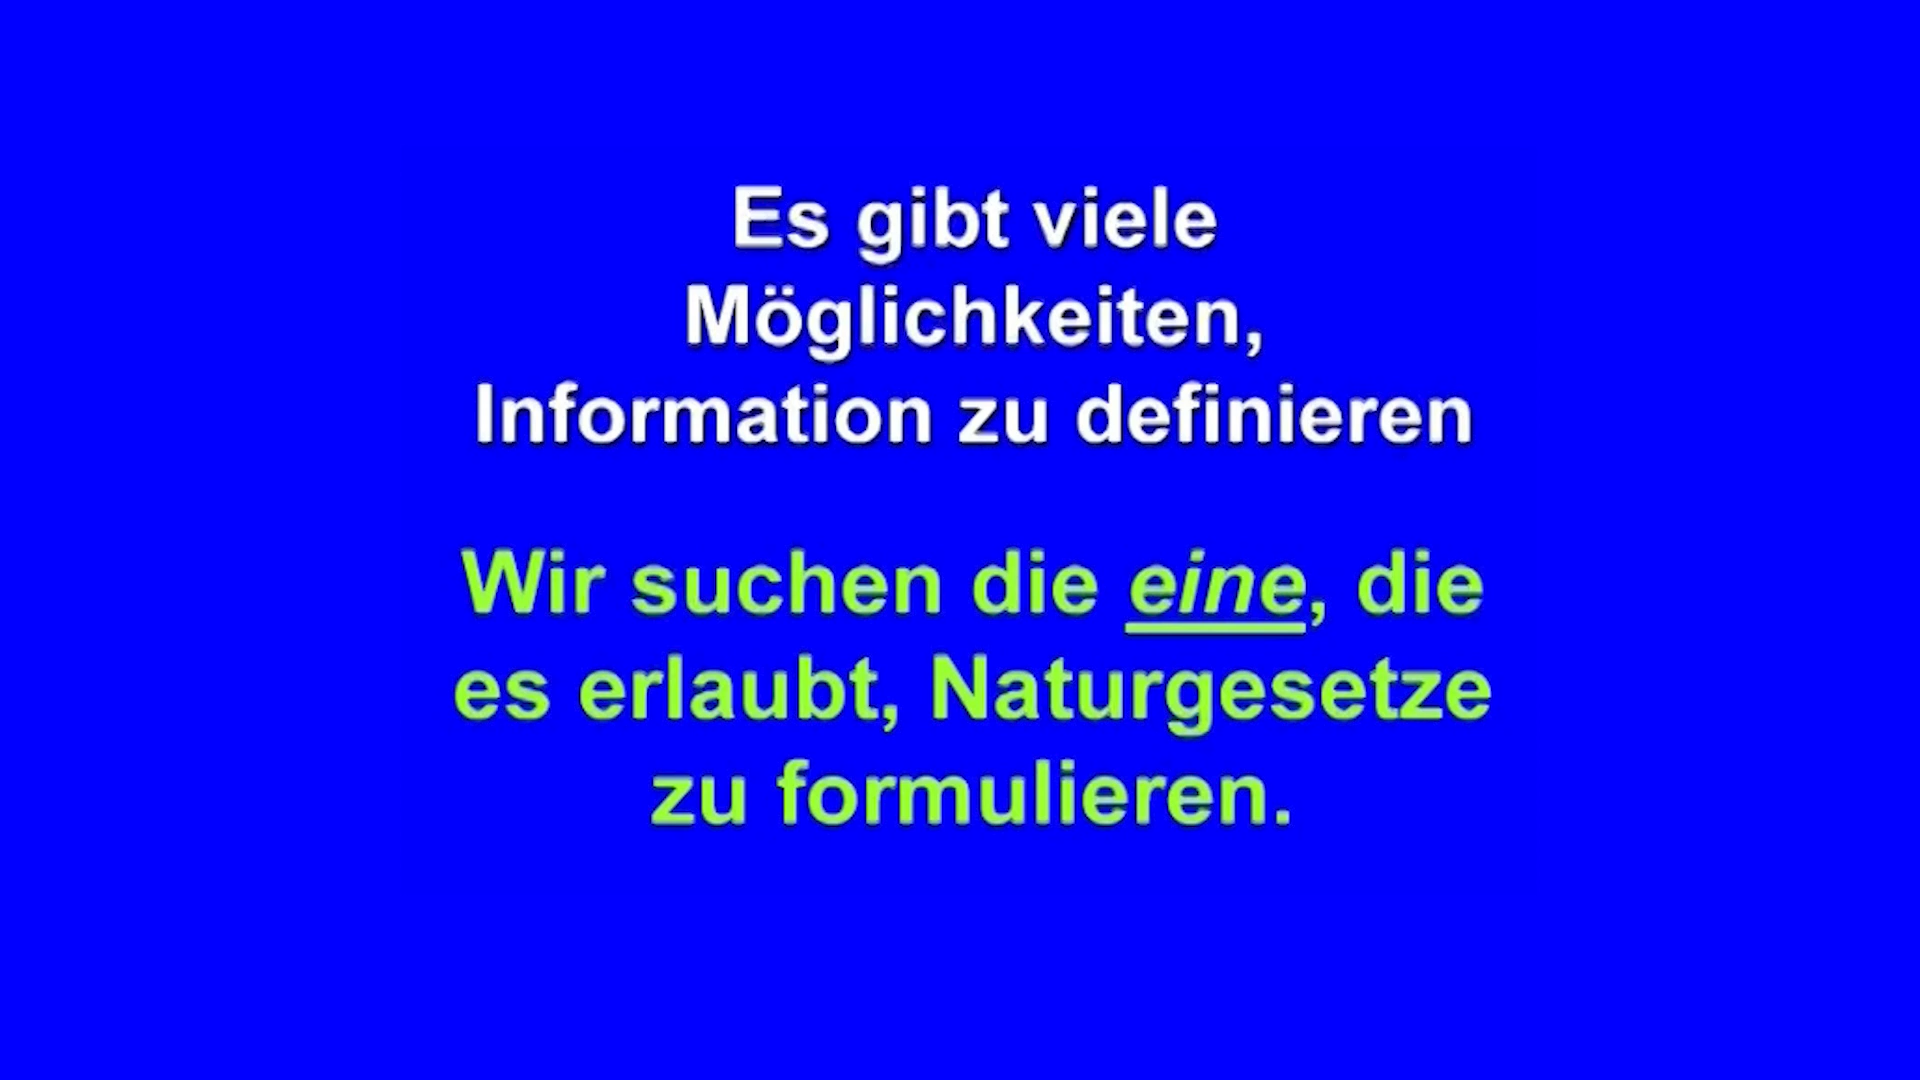 Es gibt viele
Möglichkeiten,
Information zu definieren
Wir suchen die eine, die
es erlaubt, Naturgesetze
zu formulieren.